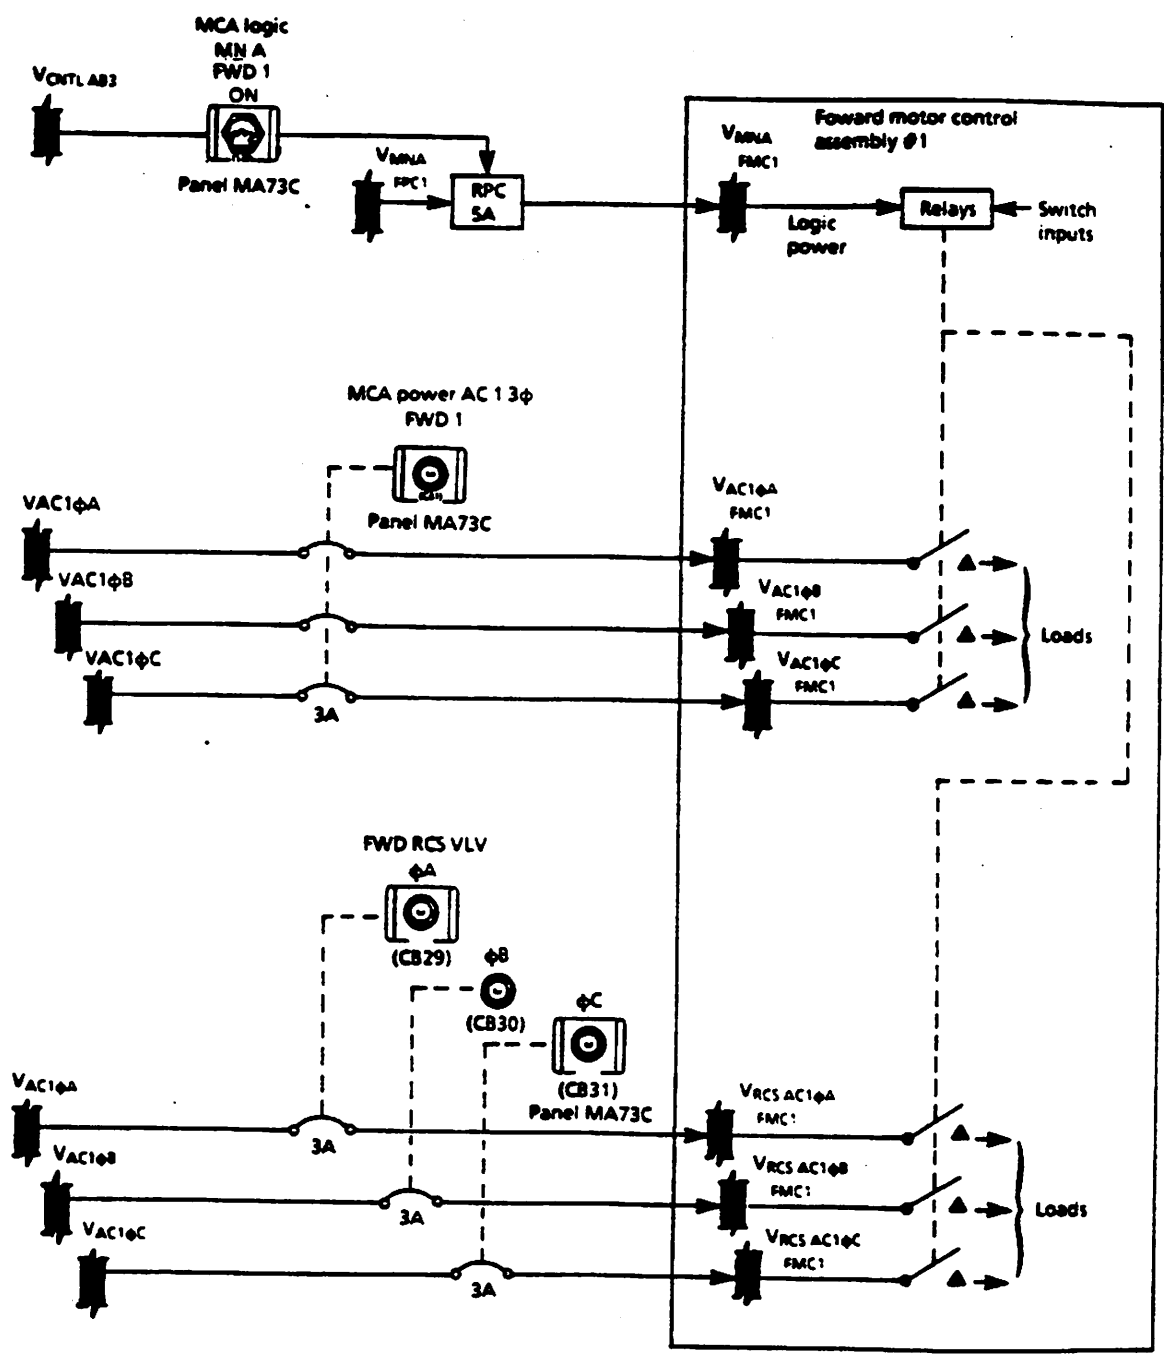 MCA logic
MN A
FWD 1
ON
VCNTL AB3
Panel MA73C
VMNA
FPC1
RPC
5A
Foward motor control
assembly #1
VMNA
FMC1
Logic
power
Relays
Switch
inputs
MCA power AC 1 3ϕ
FWD 1
Panel MA73C
VAC1ϕA
VAC1ϕB
VAC1ϕC
3A
VAC1ϕA
FMC1
VAC1ϕB
FMC1
VAC1ϕC
FMC1
Loads
FWD RCS VLV
ϕA
(CB29)
ϕB
(CB30)
ϕC
(CB31)
Panel MA73C
VAC1ϕA
3A
VAC1ϕB
3A
VAC1ϕC
3A
VRCS AC1ϕA
FMC1
VRCS AC1ϕB
FMC1
VRCS AC1ϕC
FMC1
Loads